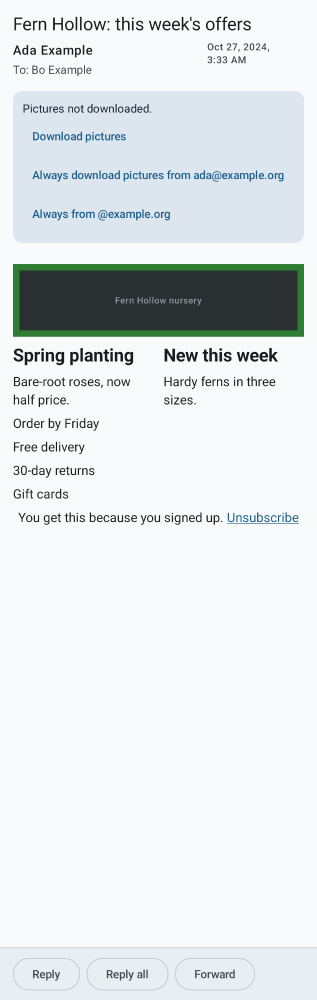 Fern Hollow: this week's offers
Ada Example
Oct 27, 2024,
3:33 AM
To: Bo Example
Pictures not downloaded.
Download pictures
Always download pictures from ada@example.org
Always from @example.org
Fern Hollow nursery
Spring planting
Bare-root roses, now
half price.
New this week
Hardy ferns in three
sizes.
Order by Friday
Free delivery
30-day returns
Gift cards
You get this because you signed up. Unsubscribe
Reply
Reply all
Forward